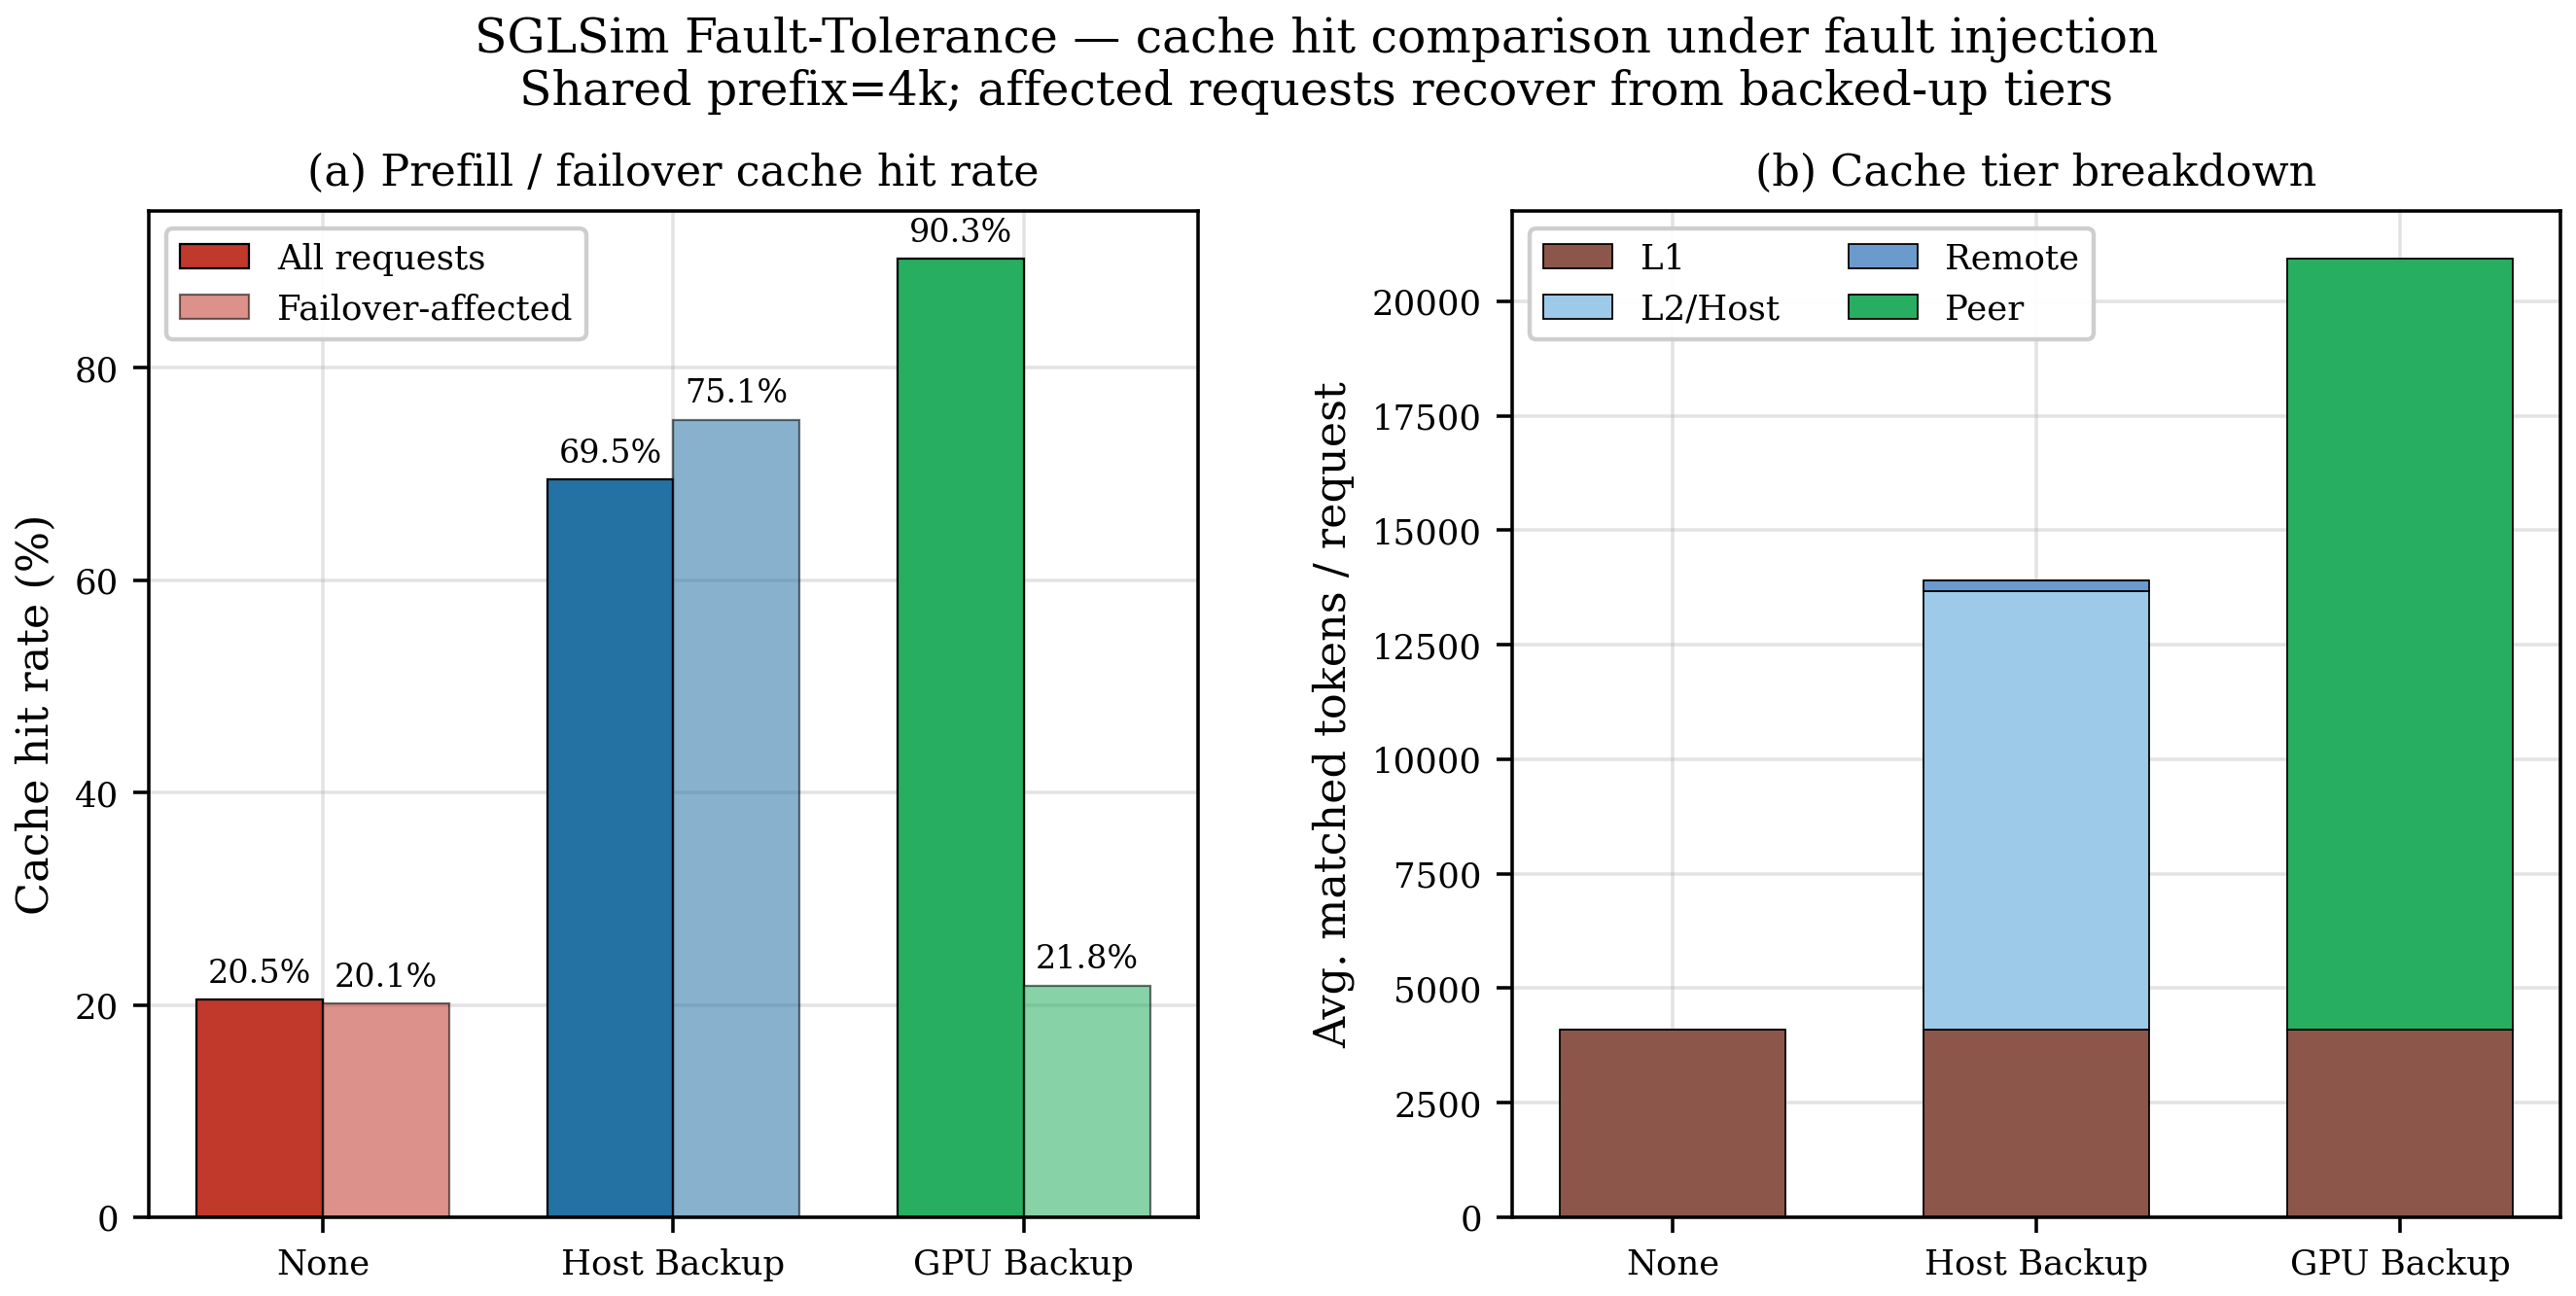 SGLSim Fault-Tolerance — cache hit comparison under fault injection
Shared prefix=4k; affected requests recover from backed-up tiers
(a) Prefill / failover cache hit rate
All requests
Failover-affected
Cache hit rate (%)
80
60
40
20
0
20.5%
20.1%
69.5%
75.1%
90.3%
21.8%
None
Host Backup
GPU Backup
(b) Cache tier breakdown
L1
L2/Host
Remote
Peer
Avg. matched tokens / request
20000
17500
15000
12500
10000
7500
5000
2500
0
None
Host Backup
GPU Backup